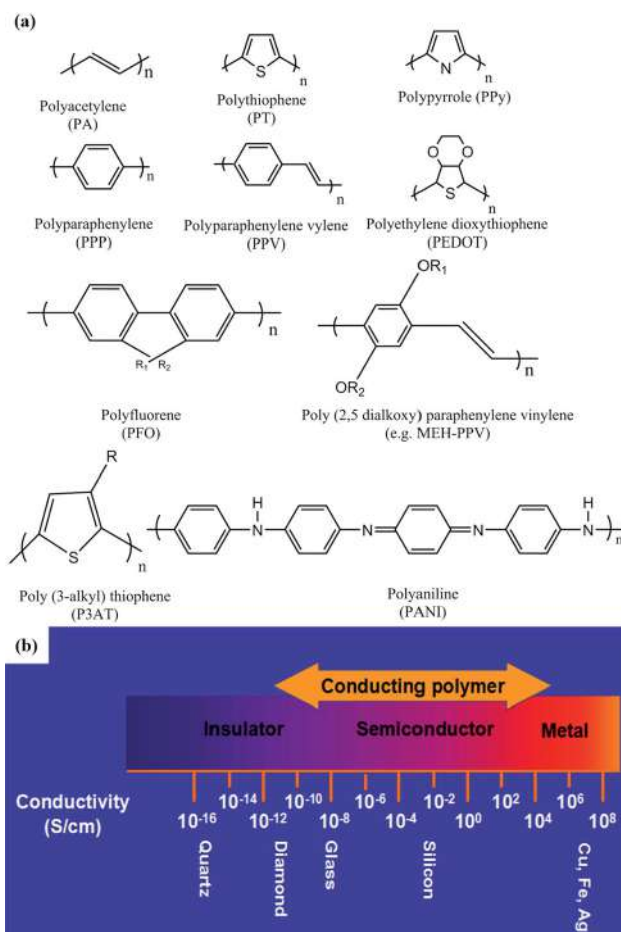 (a)
n
Polyacetylene
(PA)
S
n
Polythiophene
(PT)
N
n
Polypyrrole (PPy)
n
Polyparaphenylene
(PPP)
n
Polyparaphenylene vylene
(PPV)
O
O
S
n
Polyethylene dioxythiophene
(PEDOT)
R1
R2
n
Polyfluorene
(PFO)
OR1
OR2
n
Poly (2,5 dialkoxy) paraphenylene vinylene
(e.g. MEH-PPV)
R
S
n
Poly (3-alkyl) thiophene
(P3AT)
H
N
N
N
H
N
n
Polyaniline
(PANI)
(b)
Conducting polymer
Insulator
Semiconductor
Metal
Conductivity
(S/cm)
10-16
10-14
10-12
10-10
10-8
10-6
10-4
10-2
100
102
104
106
108
Quartz
Diamond
Glass
Silicon
Cu, Fe, Ag